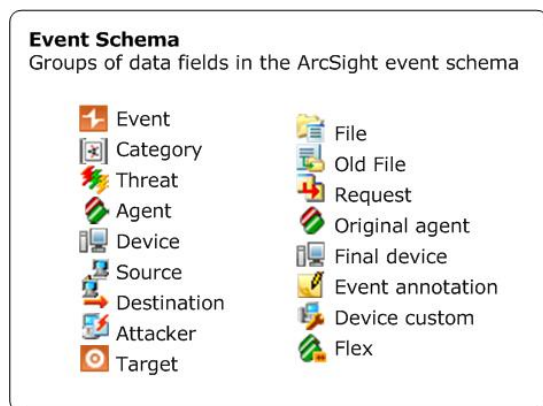 Event Schema
Groups of data fields in the ArcSight event schema
Event
Category
Threat
Agent
Device
Source
Destination
Attacker
Target
File
Old File
Request
Original agent
Final device
Event annotation
Device custom
Flex